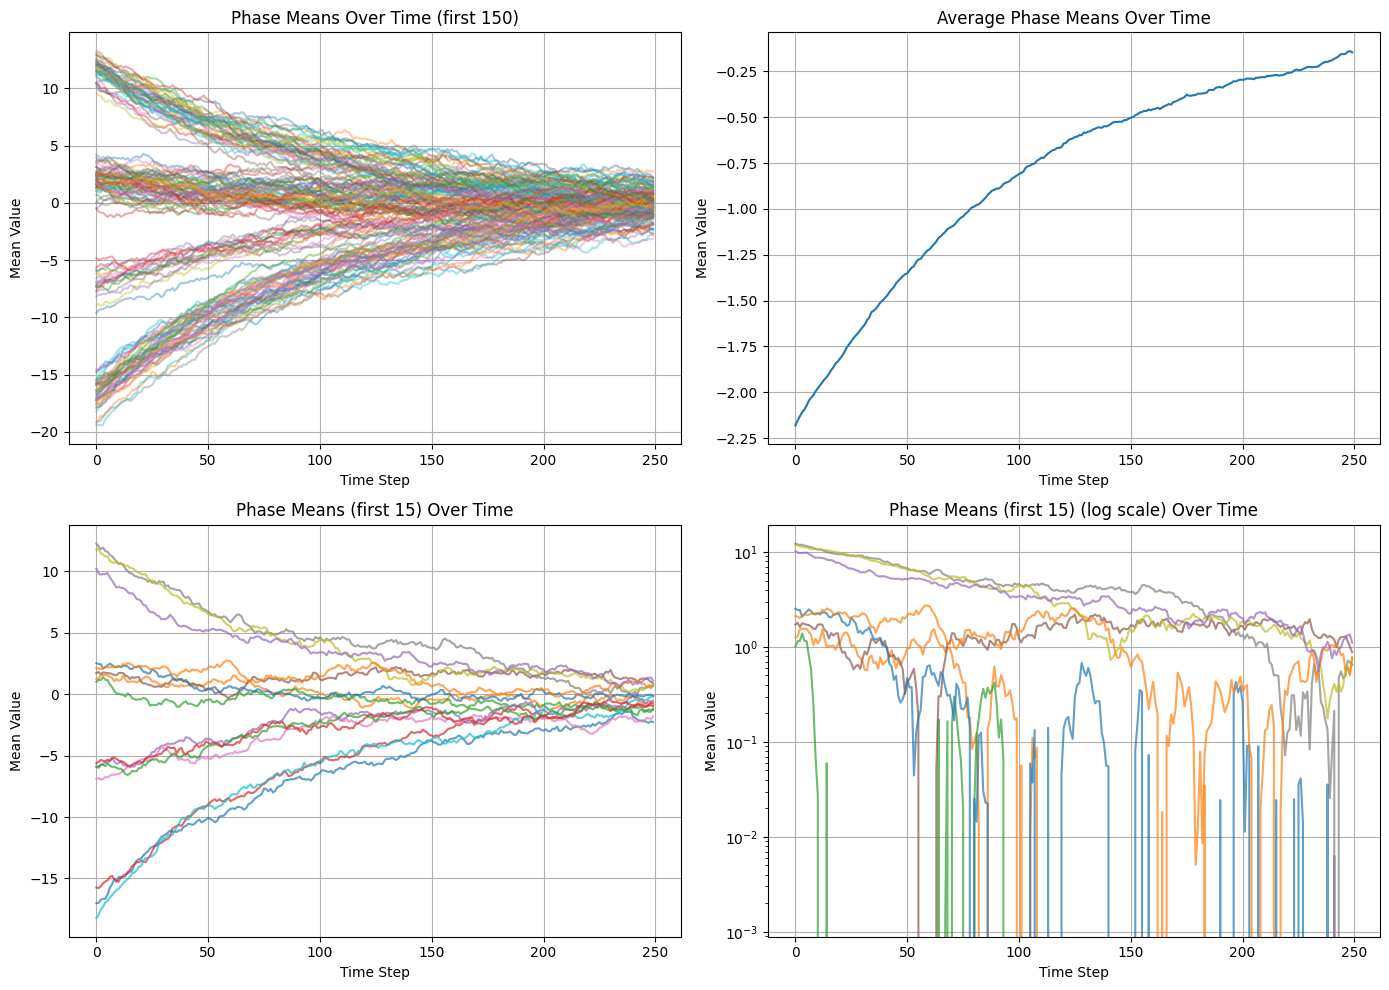 Phase Means Over Time (first 150)
Mean Value
10
5
0
−5
−10
−15
−20
0 50 100 150 200 250
Time Step
Average Phase Means Over Time
Mean Value
−0.25
−0.50
−0.75
−1.00
−1.25
−1.50
−1.75
−2.00
−2.25
0 50 100 150 200 250
Time Step
Phase Means (first 15) Over Time
Mean Value
10
5
0
−5
−10
−15
0 50 100 150 200 250
Time Step
Phase Means (first 15) (log scale) Over Time
Mean Value
10¹
10⁰
10⁻¹
10⁻²
10⁻³
0 50 100 150 200 250
Time Step